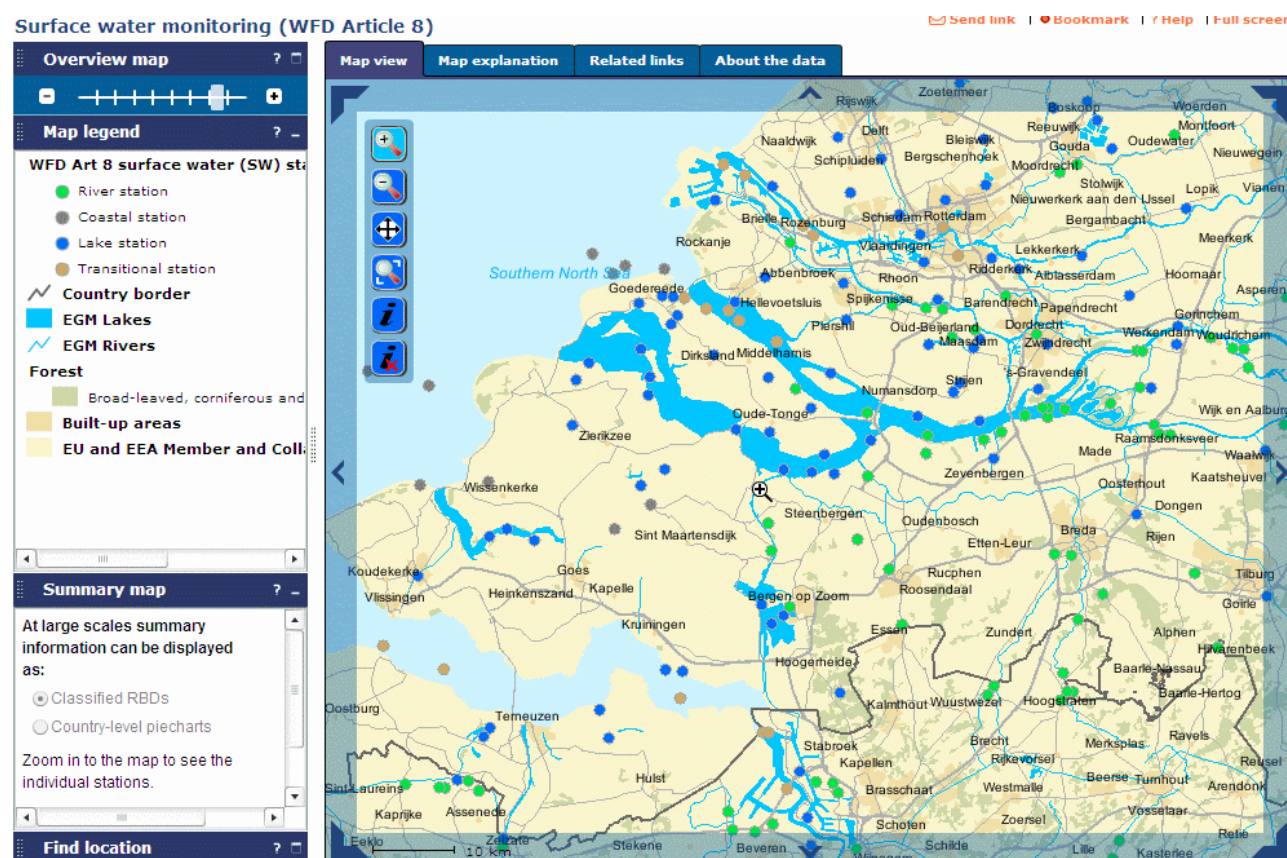 Surface water monitoring (WFD Article 8)
Send link | Bookmark | ? Help | Full screen
Overview map ?
Map view
Map explanation
Related links
About the data
Map legend ? –
WFD Art 8 surface water (SW) sta
River station
Coastal station
Lake station
Transitional station
Country border
EGM Lakes
EGM Rivers
Forest
Broad-leaved, corniferous and
Built-up areas
EU and EEA Member and Coll
Summary map ? –
At large scales summary
information can be displayed
as:
Classified RBDs
Country-level piecharts
Zoom in to the map to see the
individual stations.
Find location ?
Zoetermeer
Rijswijk
Boskoop
Woerden
Naaldwijk
Delft
Bleiswijk
Reeuwijk
Montfoort
Gouda
Oudewater
Schipluiden
Bergschenhoek
Moordrecht
Nieuwegein
Stolwijk
Lopik
Vianen
Nieuwerkerk aan den IJssel
Brielle
Rozenburg
Schiedam
Rotterdam
Bergambacht
Rockanje
Vlaardingen
Lekkerkerk
Meerkerk
Southern North Sea
Abbenbroek
Rhoon
Ridderkerk
Alblasserdam
Hoornaar
Goedereede
Hellevoetsluis
Spijkenisse
Barendrecht
Papendrecht
Asperen
Piershil
Oud-Beijerland
Dordrecht
Gorinchem
Maasdam
Zwijndrecht
Werkendam
Woudrichem
Dirksland
Middelharnis
's-Gravendeel
Numansdorp
Strijen
Oude-Tonge
Wijk en Aalburg
Zierikzee
Raamsdonksveer
Made
Waalwijk
Zevenbergen
Wissenkerke
Oosterhout
Kaatsheuvel
Steenbergen
Oudenbosch
Dongen
Sint Maartensdijk
Breda
Rijen
Etten-Leur
Koudekerke
Goes
Rucphen
Tilburg
Vlissingen
Heinkenszand
Kapelle
Bergen op Zoom
Roosendaal
Goirle
Kruiningen
Essen
Zundert
Alphen
Hilvarenbeek
Hoogerheide
Baarle-Nassau
Oostburg
Kalmthout
Wuustwezel
Hoogstraten
Baarle-Hertog
Terneuzen
Stabroek
Brecht
Merksplas
Ravels
Kapellen
Rijkevorsel
Reusel
Sint-Laureins
Hulst
Brasschaat
Westmalle
Beerse
Turnhout
Arendonk
Kaprijke
Assenede
Schoten
Zoersel
Vosselaar
Eeklo
Zelzate
Stekene
Beveren
Schilde
Lille
Retie
Kasterlee
10 km